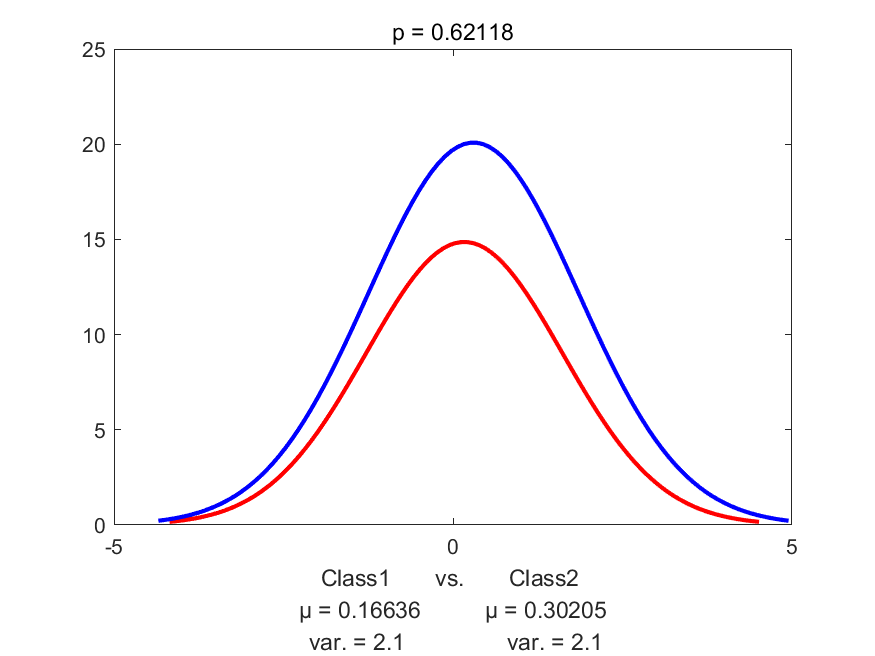 p = 0.62118
25
20
15
10
5
0
-5 0 5
Class1 vs. Class2
μ = 0.16636 μ = 0.30205
var. = 2.1 var. = 2.1